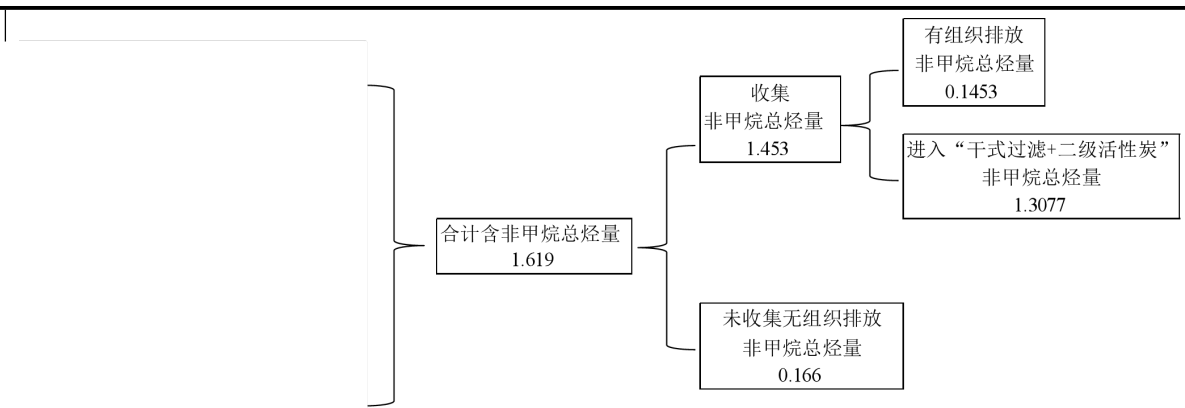 有组织排放
非甲烷总烃量
0.1453
收集
非甲烷总烃量
1.453
进入“干式过滤+二级活性炭”
非甲烷总烃量
1.3077
合计含非甲烷总烃量
1.619
未收集无组织排放
非甲烷总烃量
0.166